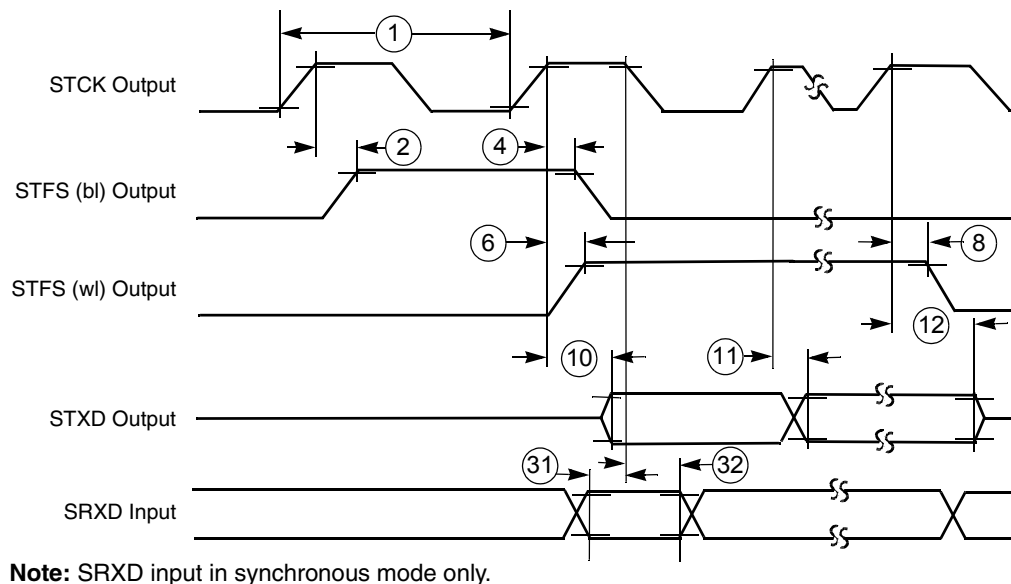 1
STCK Output
2
4
STFS (bl) Output
6
8
STFS (wl) Output
12
10
11
STXD Output
31
32
SRXD Input
Note: SRXD input in synchronous mode only.